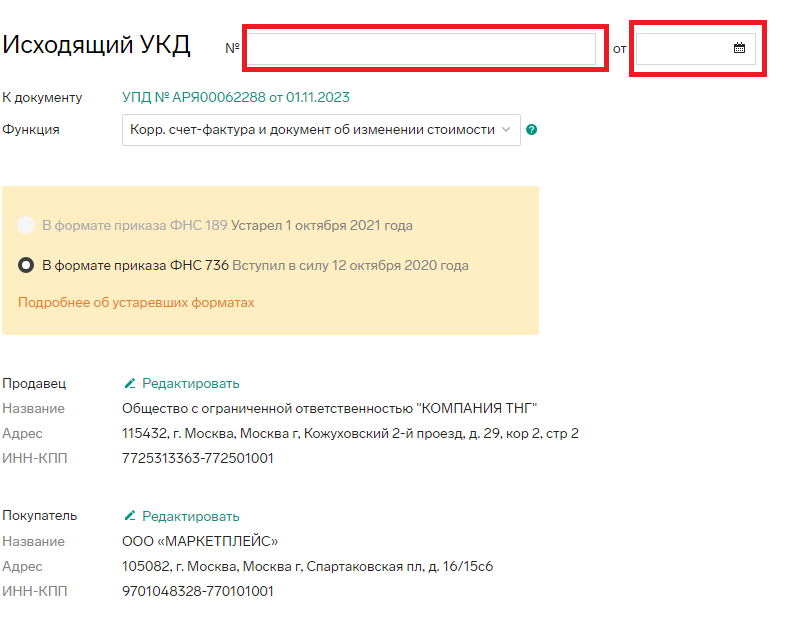 Исходящий УКД № от
К документу УПД № АРЯ00062288 от 01.11.2023
Функция Корр. счет-фактура и документ об изменении стоимости ?
В формате приказа ФНС 189 Устарел 1 октября 2021 года
В формате приказа ФНС 736 Вступил в силу 12 октября 2020 года
Подробнее об устаревших форматах
Продавец Редактировать
Название Общество с ограниченной ответственностью "КОМПАНИЯ ТНГ"
Адрес 115432, г. Москва, Москва г, Кожуховский 2-й проезд, д. 29, кор 2, стр 2
ИНН-КПП 7725313363-772501001
Покупатель Редактировать
Название ООО «МАРКЕТПЛЕЙС»
Адрес 105082, г. Москва, Москва г, Спартаковская пл, д. 16/15с6
ИНН-КПП 9701048328-770101001